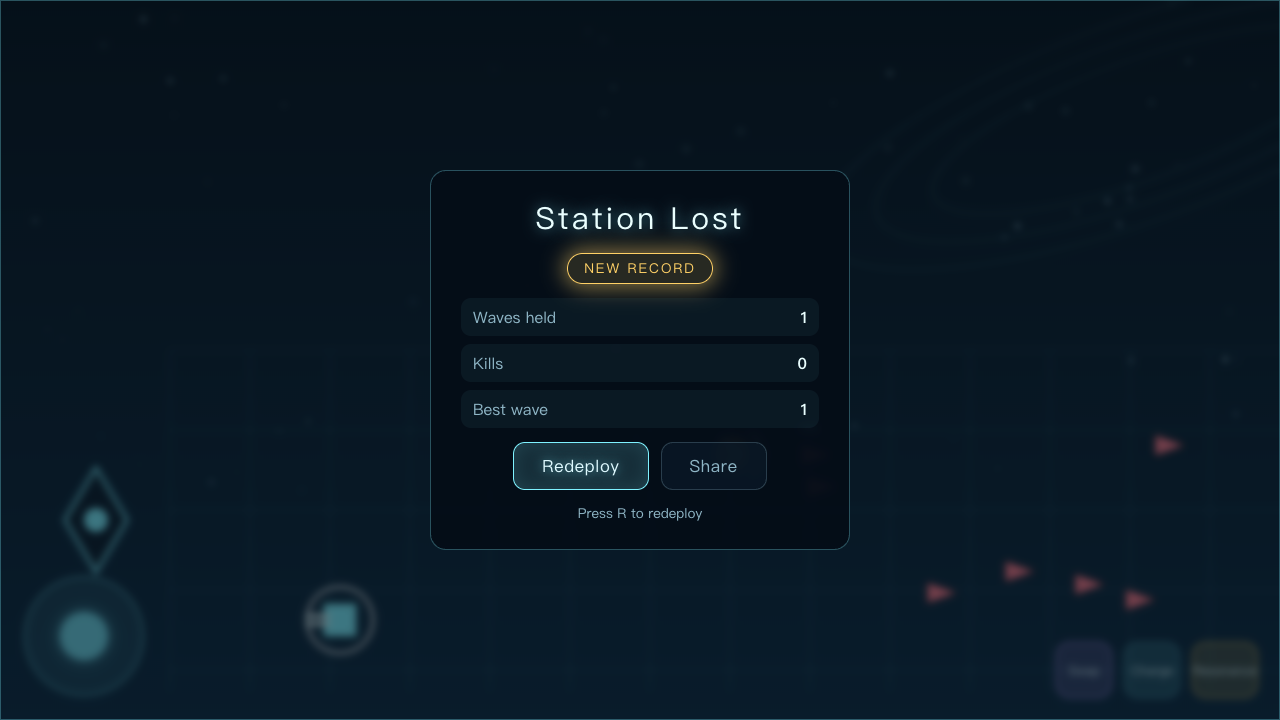 Station Lost
NEW RECORD
Waves held 1
Kills 0
Best wave 1
Redeploy Share
Press R to redeploy